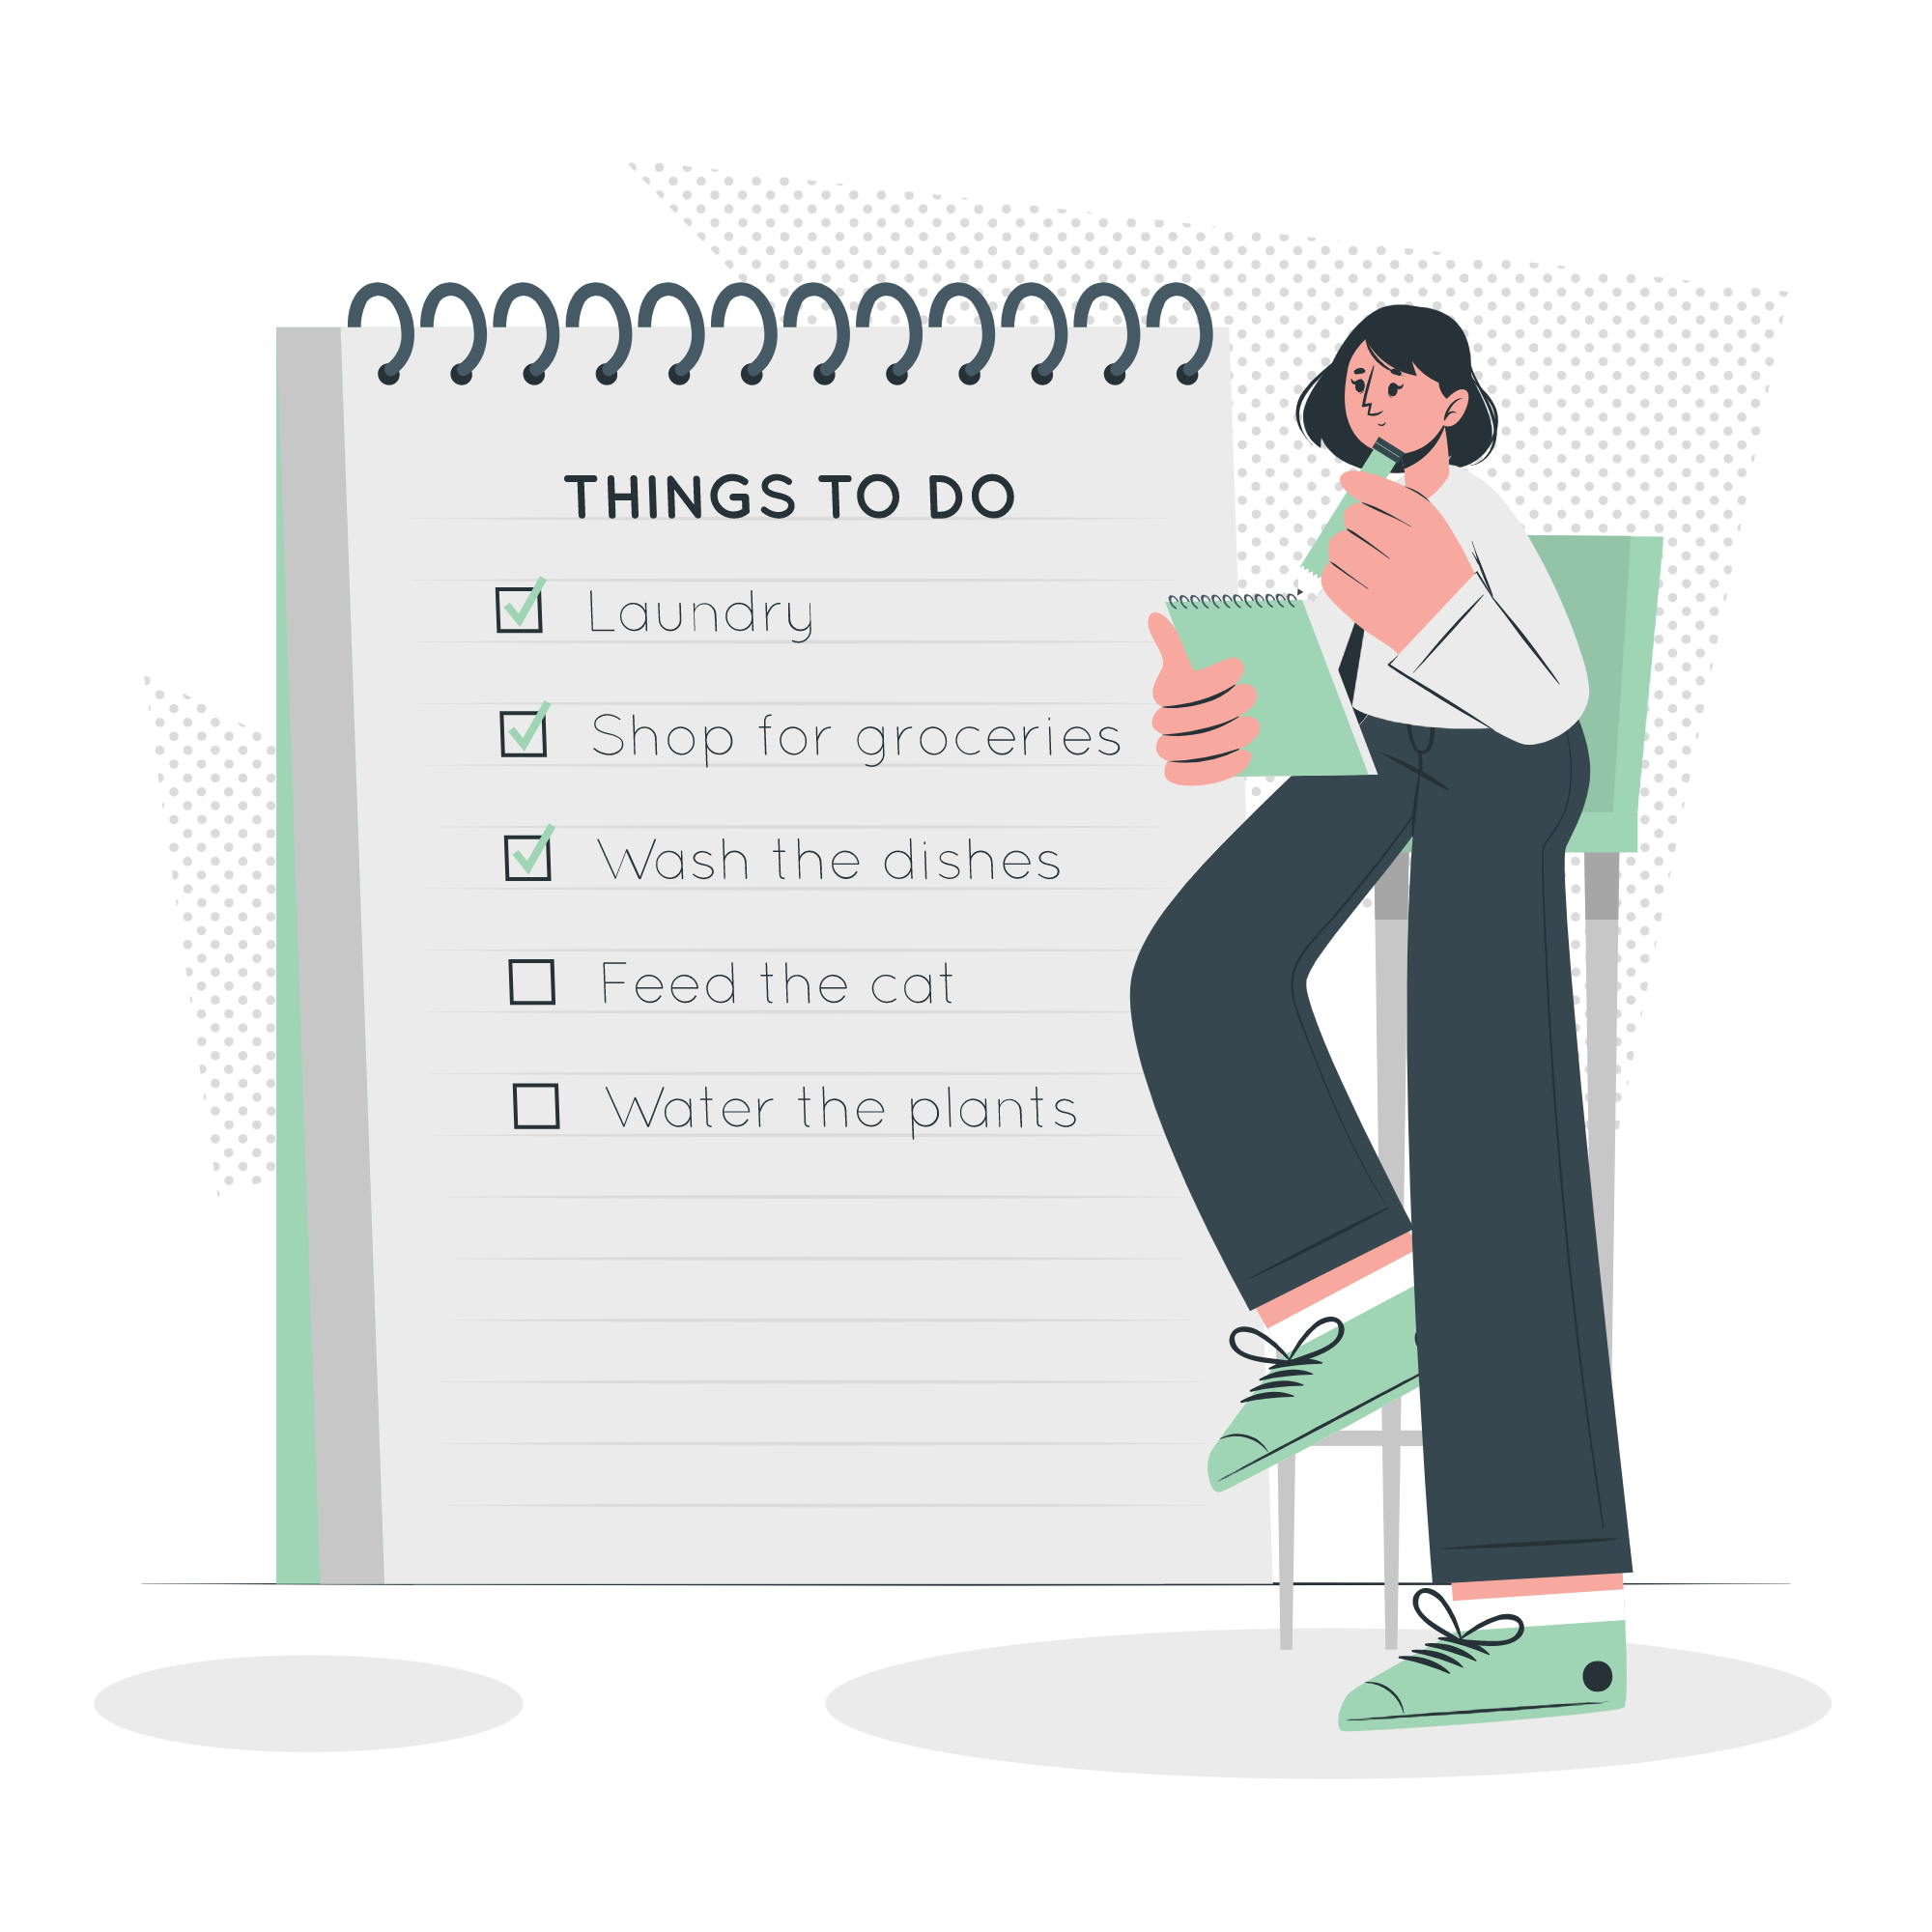 THINGS TO DO
Laundry
Shop for groceries
Wash the dishes
Feed the cat
Water the plants